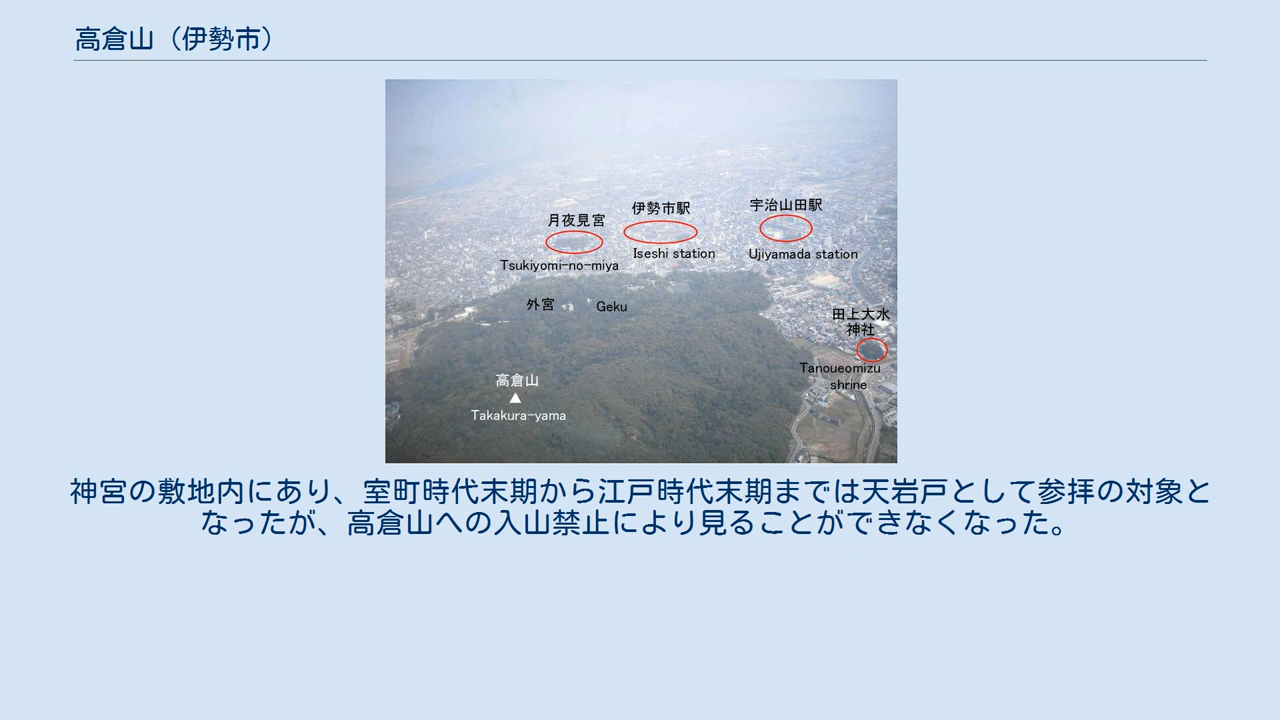 高倉山（伊勢市）
月夜見宮
伊勢市駅
宇治山田駅
Tsukiyomi-no-miya
Iseshi station
Ujiyamada station
外宮
Geku
田上大水
神社
Tanoueomizu
shrine
高倉山
▲
Takakura-yama
神宮の敷地内にあり、室町時代末期から江戸時代末期までは天岩戸として参拝の対象と
なったが、高倉山への入山禁止により見ることができなくなった。